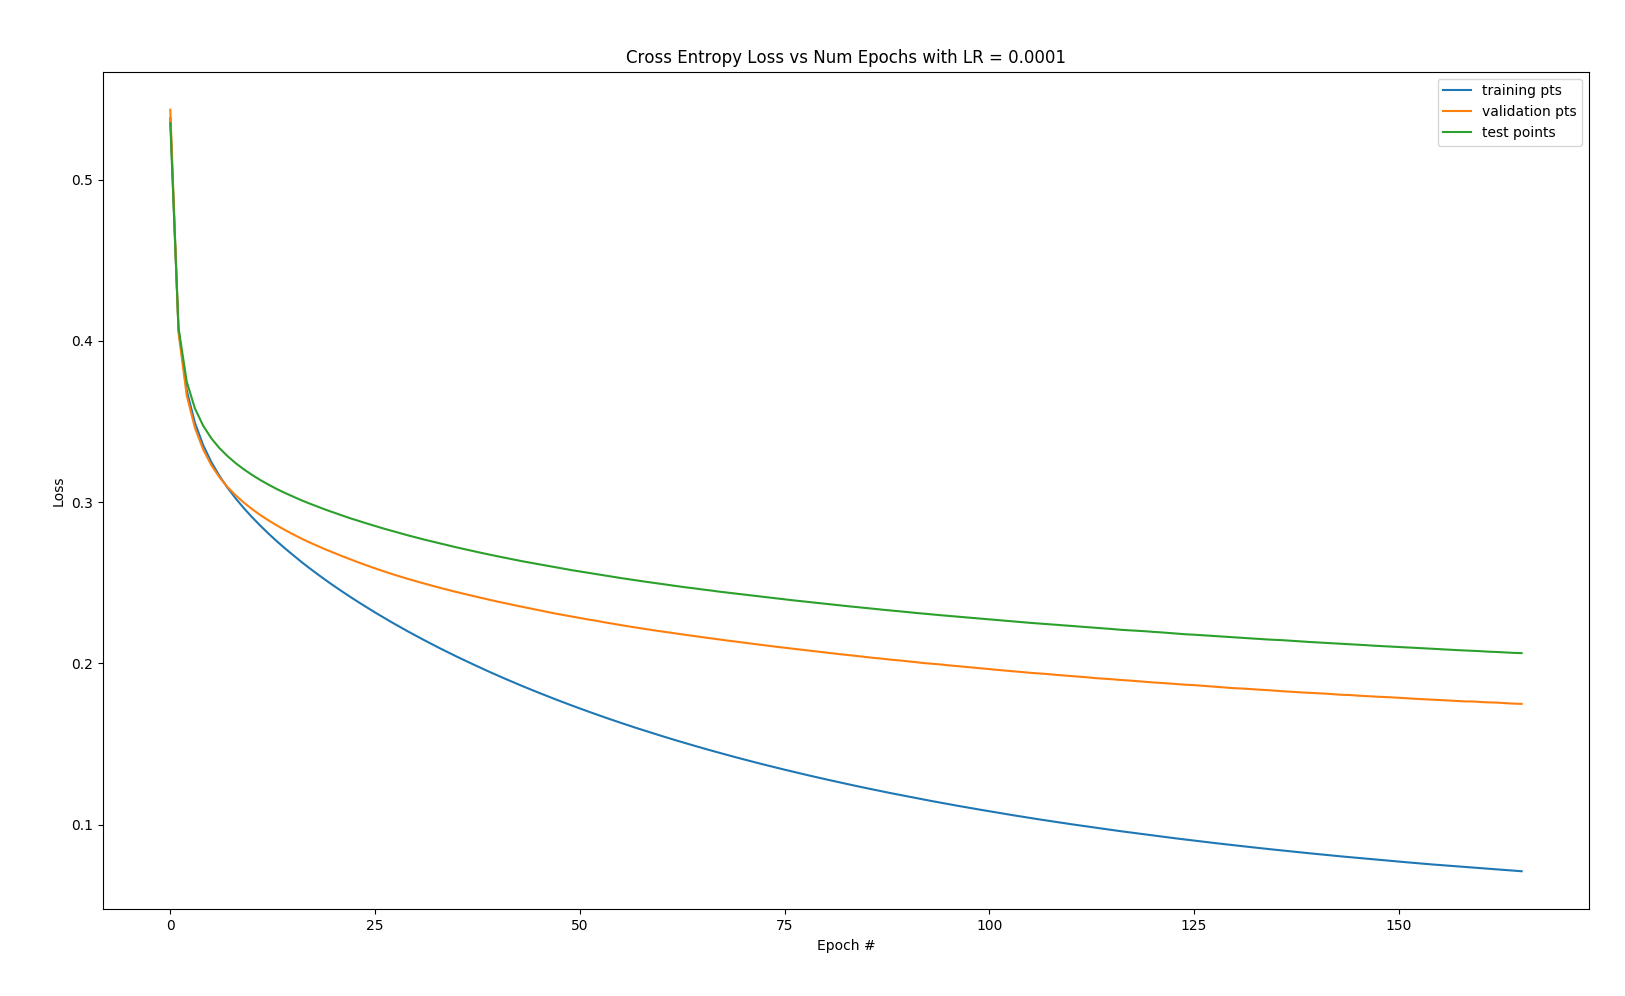 Cross Entropy Loss vs Num Epochs with LR = 0.0001
training pts
validation pts
test points
0.5
0.4
0.3
0.2
0.1
Loss
0 25 50 75 100 125 150
Epoch #